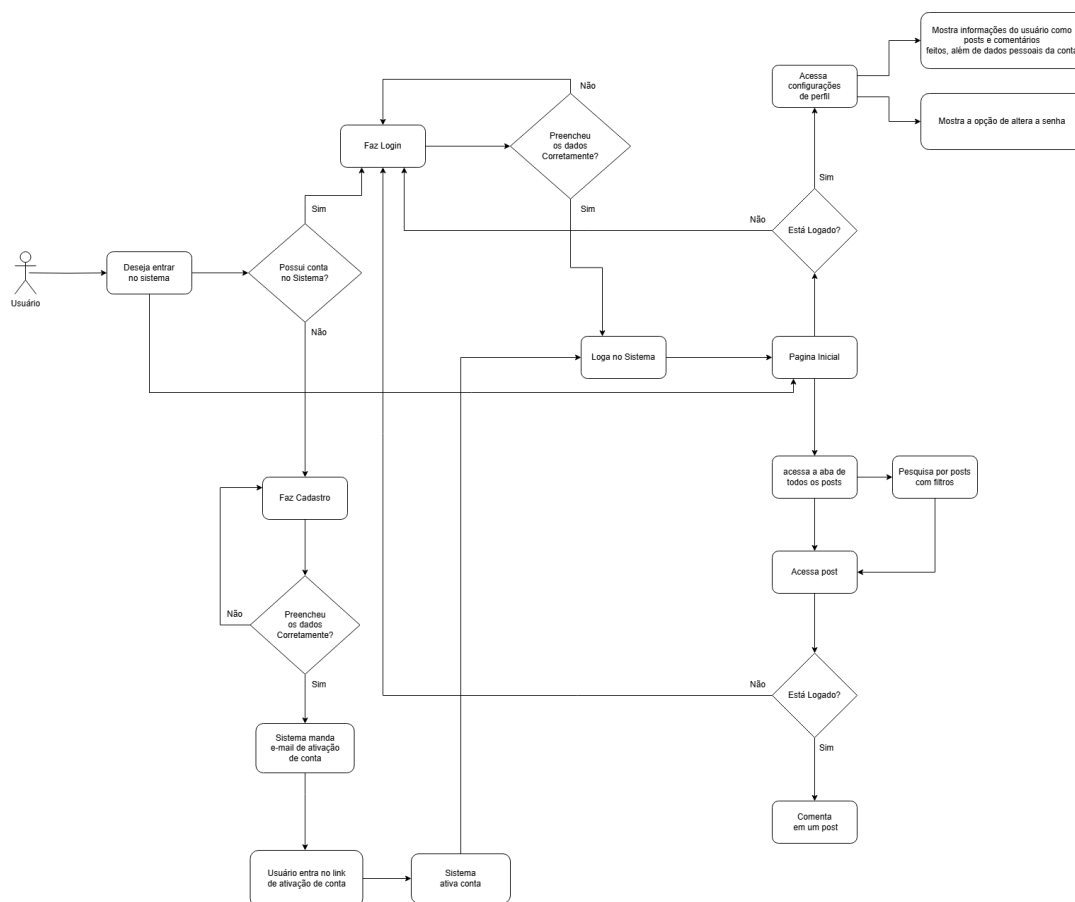 Mostra informações do usuário como
posts e comentários
feitos, além de dados pessoais da conta
Acessa
configurações
de perfil
Mostra a opção de altera a senha
Não
Faz Login
Preencheu
os dados
Corretamente?
Sim
Sim
Sim
Não
Está Logado?
Usuário
Deseja entrar
no sistema
Possui conta
no Sistema?
Não
Loga no Sistema
Pagina Inicial
acessa a aba de
todos os posts
Pesquisa por posts
com filtros
Faz Cadastro
Acessa post
Não
Preencheu
os dados
Corretamente?
Sim
Não
Está Logado?
Sim
Sistema manda
e-mail de ativação
de conta
Comenta
em um post
Usuário entra no link
de ativação de conta
Sistema
ativa conta